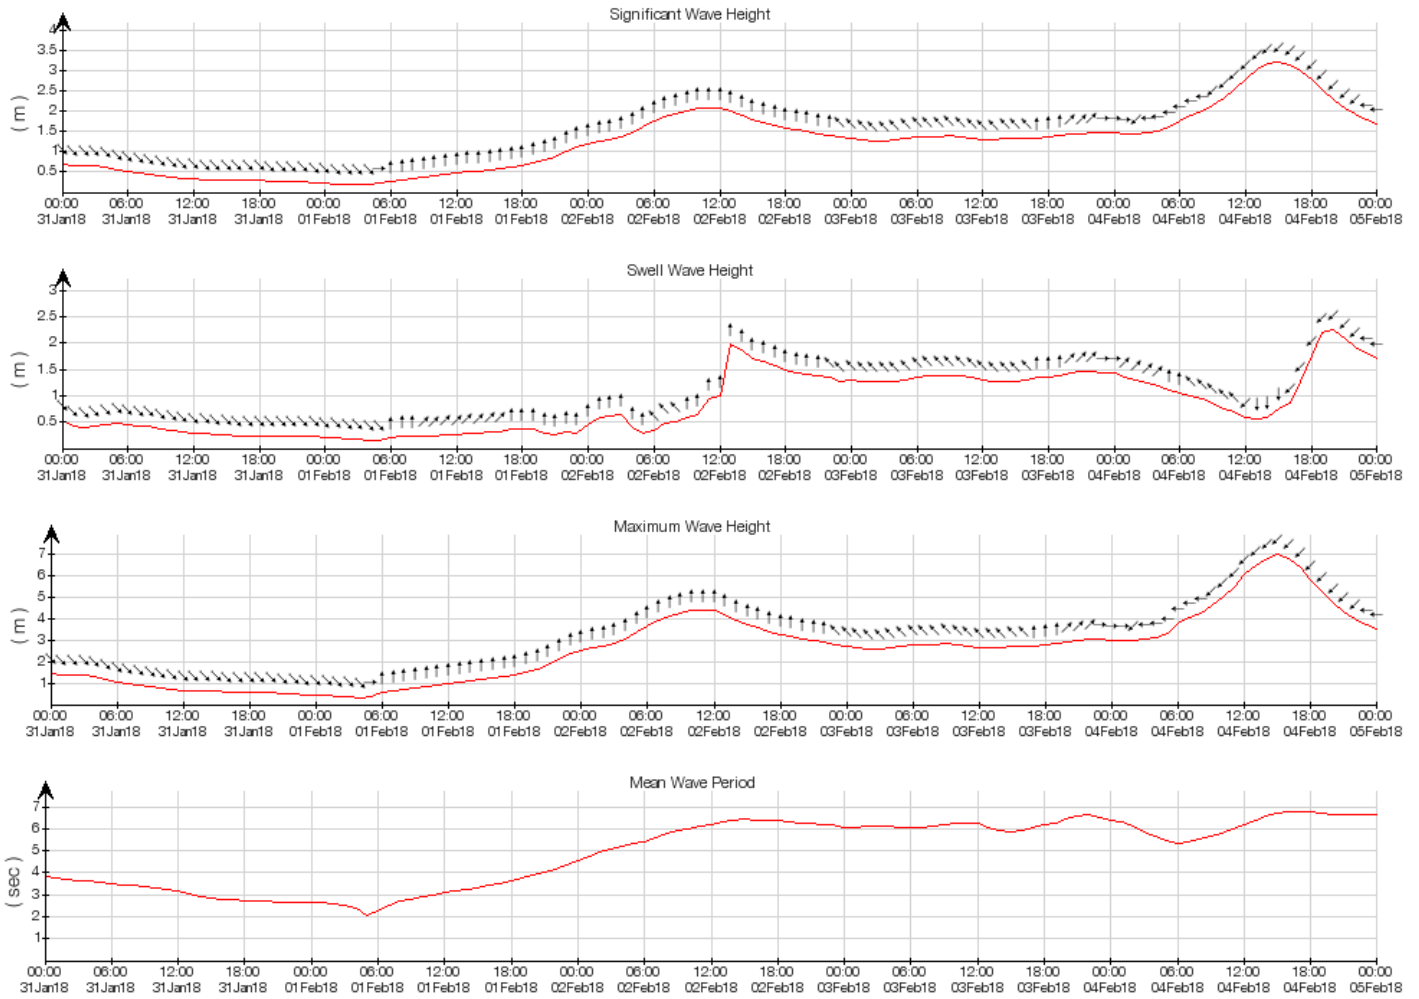 Significant Wave Height
4
3.5
3
2.5
2
1.5
1
0.5
( m )
00:00 06:00 12:00 18:00 00:00 06:00 12:00 18:00 00:00 06:00 12:00 18:00 00:00 06:00 12:00 18:00 00:00 06:00 12:00 18:00 00:00
31Jan18 31Jan18 31Jan18 31Jan18 01Feb18 01Feb18 01Feb18 01Feb18 02Feb18 02Feb18 02Feb18 02Feb18 03Feb18 03Feb18 03Feb18 03Feb18 04Feb18 04Feb18 04Feb18 04Feb18 05Feb18
Swell Wave Height
3
2.5
2
1.5
1
0.5
( m )
00:00 06:00 12:00 18:00 00:00 06:00 12:00 18:00 00:00 06:00 12:00 18:00 00:00 06:00 12:00 18:00 00:00 06:00 12:00 18:00 00:00
31Jan18 31Jan18 31Jan18 31Jan18 01Feb18 01Feb18 01Feb18 01Feb18 02Feb18 02Feb18 02Feb18 02Feb18 03Feb18 03Feb18 03Feb18 03Feb18 04Feb18 04Feb18 04Feb18 04Feb18 05Feb18
Maximum Wave Height
7
6
5
4
3
2
1
( m )
00:00 06:00 12:00 18:00 00:00 06:00 12:00 18:00 00:00 06:00 12:00 18:00 00:00 06:00 12:00 18:00 00:00 06:00 12:00 18:00 00:00
31Jan18 31Jan18 31Jan18 31Jan18 01Feb18 01Feb18 01Feb18 01Feb18 02Feb18 02Feb18 02Feb18 02Feb18 03Feb18 03Feb18 03Feb18 03Feb18 04Feb18 04Feb18 04Feb18 04Feb18 05Feb18
Mean Wave Period
7
6
5
4
3
2
1
( sec )
00:00 06:00 12:00 18:00 00:00 06:00 12:00 18:00 00:00 06:00 12:00 18:00 00:00 06:00 12:00 18:00 00:00 06:00 12:00 18:00 00:00
31Jan18 31Jan18 31Jan18 31Jan18 01Feb18 01Feb18 01Feb18 01Feb18 02Feb18 02Feb18 02Feb18 02Feb18 03Feb18 03Feb18 03Feb18 03Feb18 04Feb18 04Feb18 04Feb18 04Feb18 05Feb18